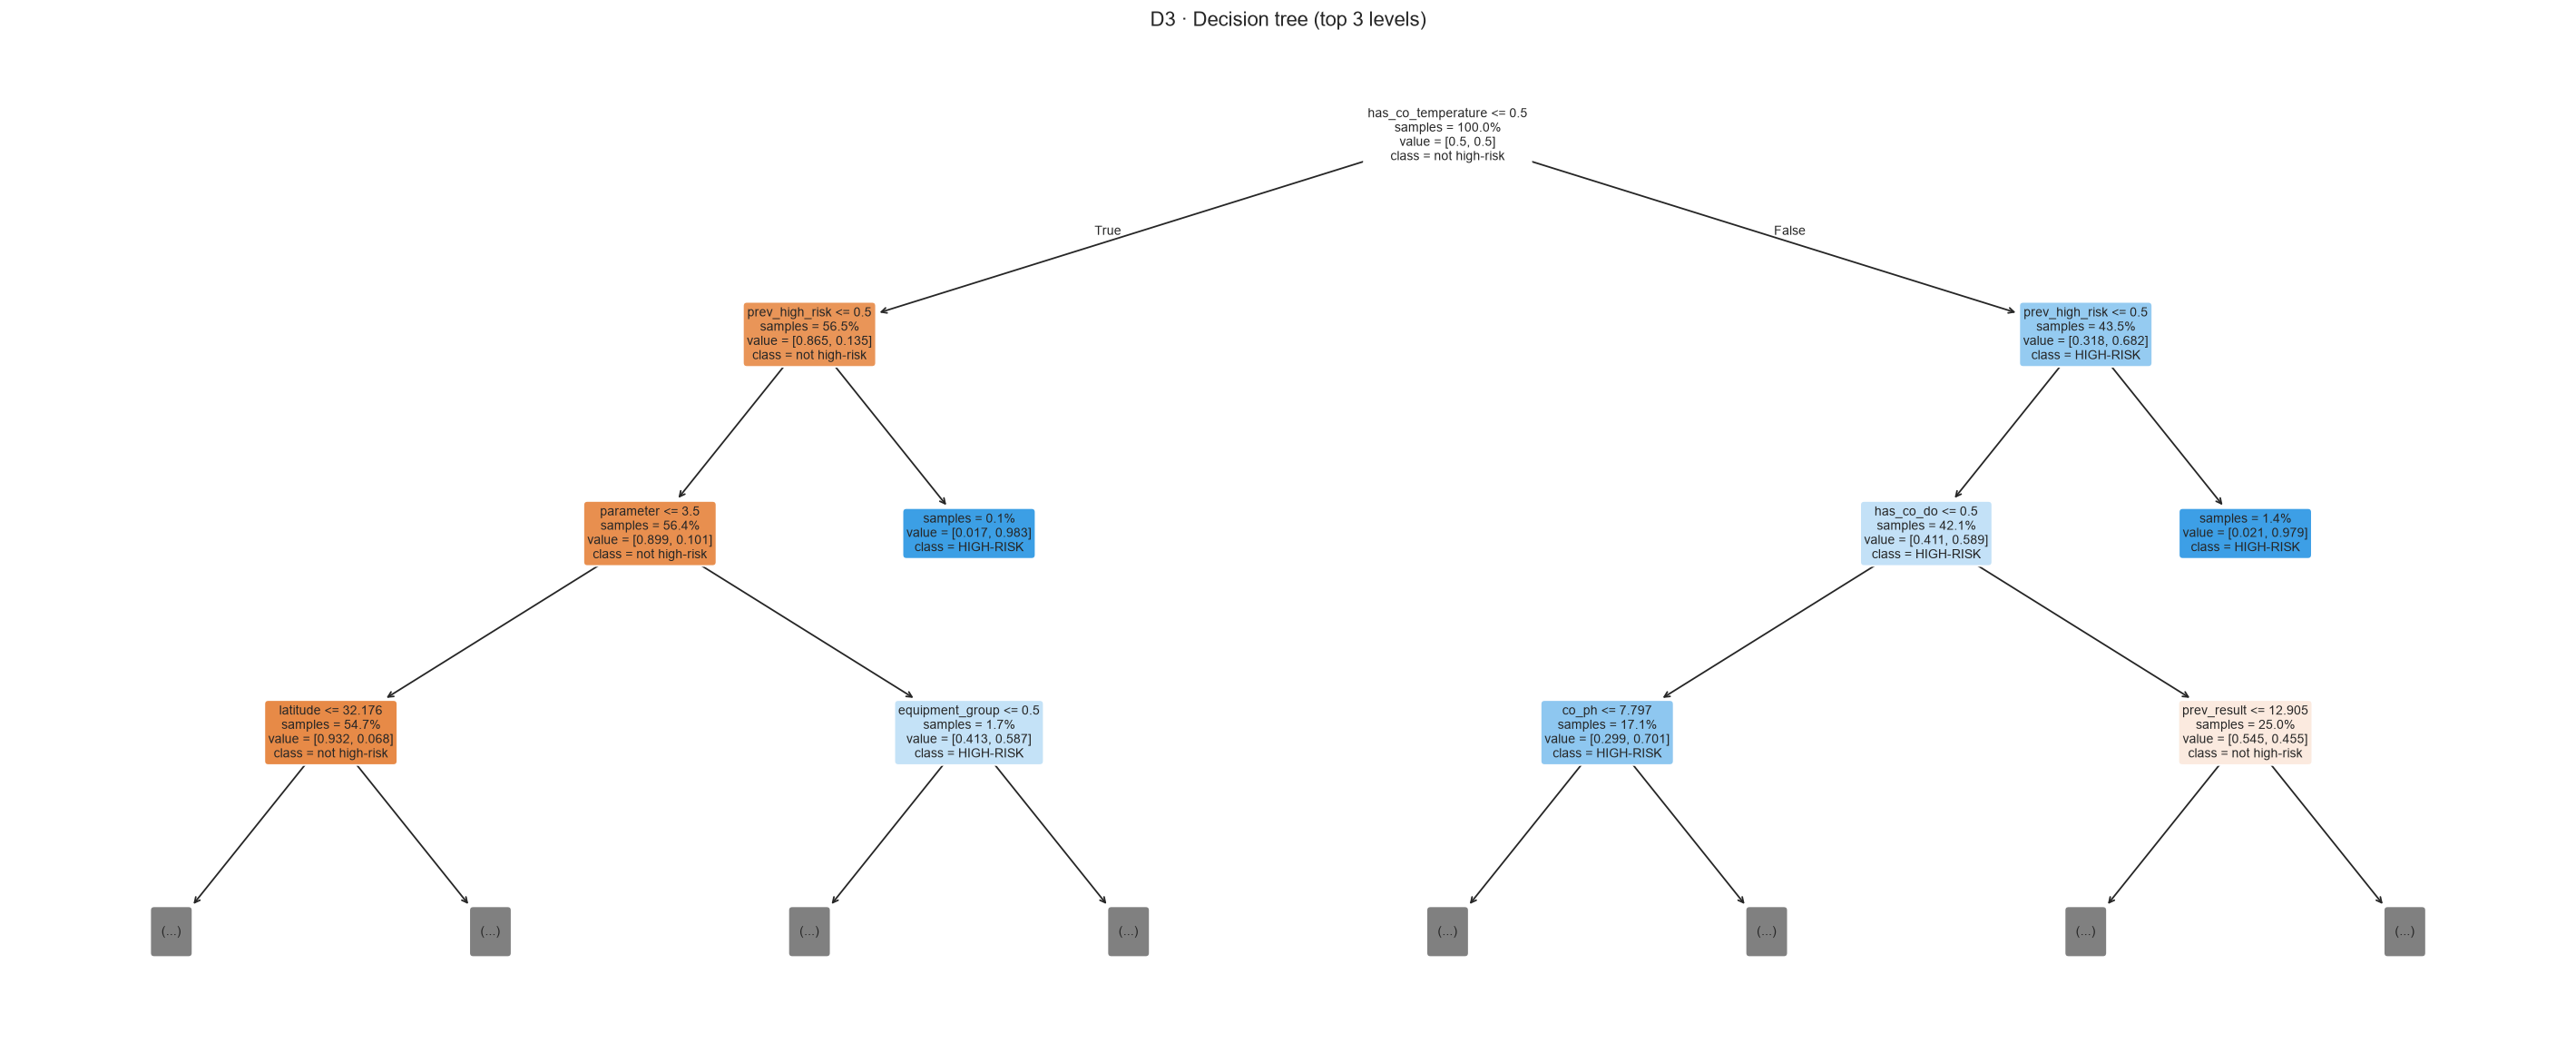 D3 · Decision tree (top 3 levels)
has_co_temperature <= 0.5
samples = 100.0%
value = [0.5, 0.5]
class = not high-risk
True
False
prev_high_risk <= 0.5
samples = 56.5%
value = [0.865, 0.135]
class = not high-risk
prev_high_risk <= 0.5
samples = 43.5%
value = [0.318, 0.682]
class = HIGH-RISK
parameter <= 3.5
samples = 56.4%
value = [0.899, 0.101]
class = not high-risk
samples = 0.1%
value = [0.017, 0.983]
class = HIGH-RISK
has_co_do <= 0.5
samples = 42.1%
value = [0.411, 0.589]
class = HIGH-RISK
samples = 1.4%
value = [0.021, 0.979]
class = HIGH-RISK
latitude <= 32.176
samples = 54.7%
value = [0.932, 0.068]
class = not high-risk
equipment_group <= 0.5
samples = 1.7%
value = [0.413, 0.587]
class = HIGH-RISK
co_ph <= 7.797
samples = 17.1%
value = [0.299, 0.701]
class = HIGH-RISK
prev_result <= 12.905
samples = 25.0%
value = [0.545, 0.455]
class = not high-risk
(...)
(...)
(...)
(...)
(...)
(...)
(...)
(...)